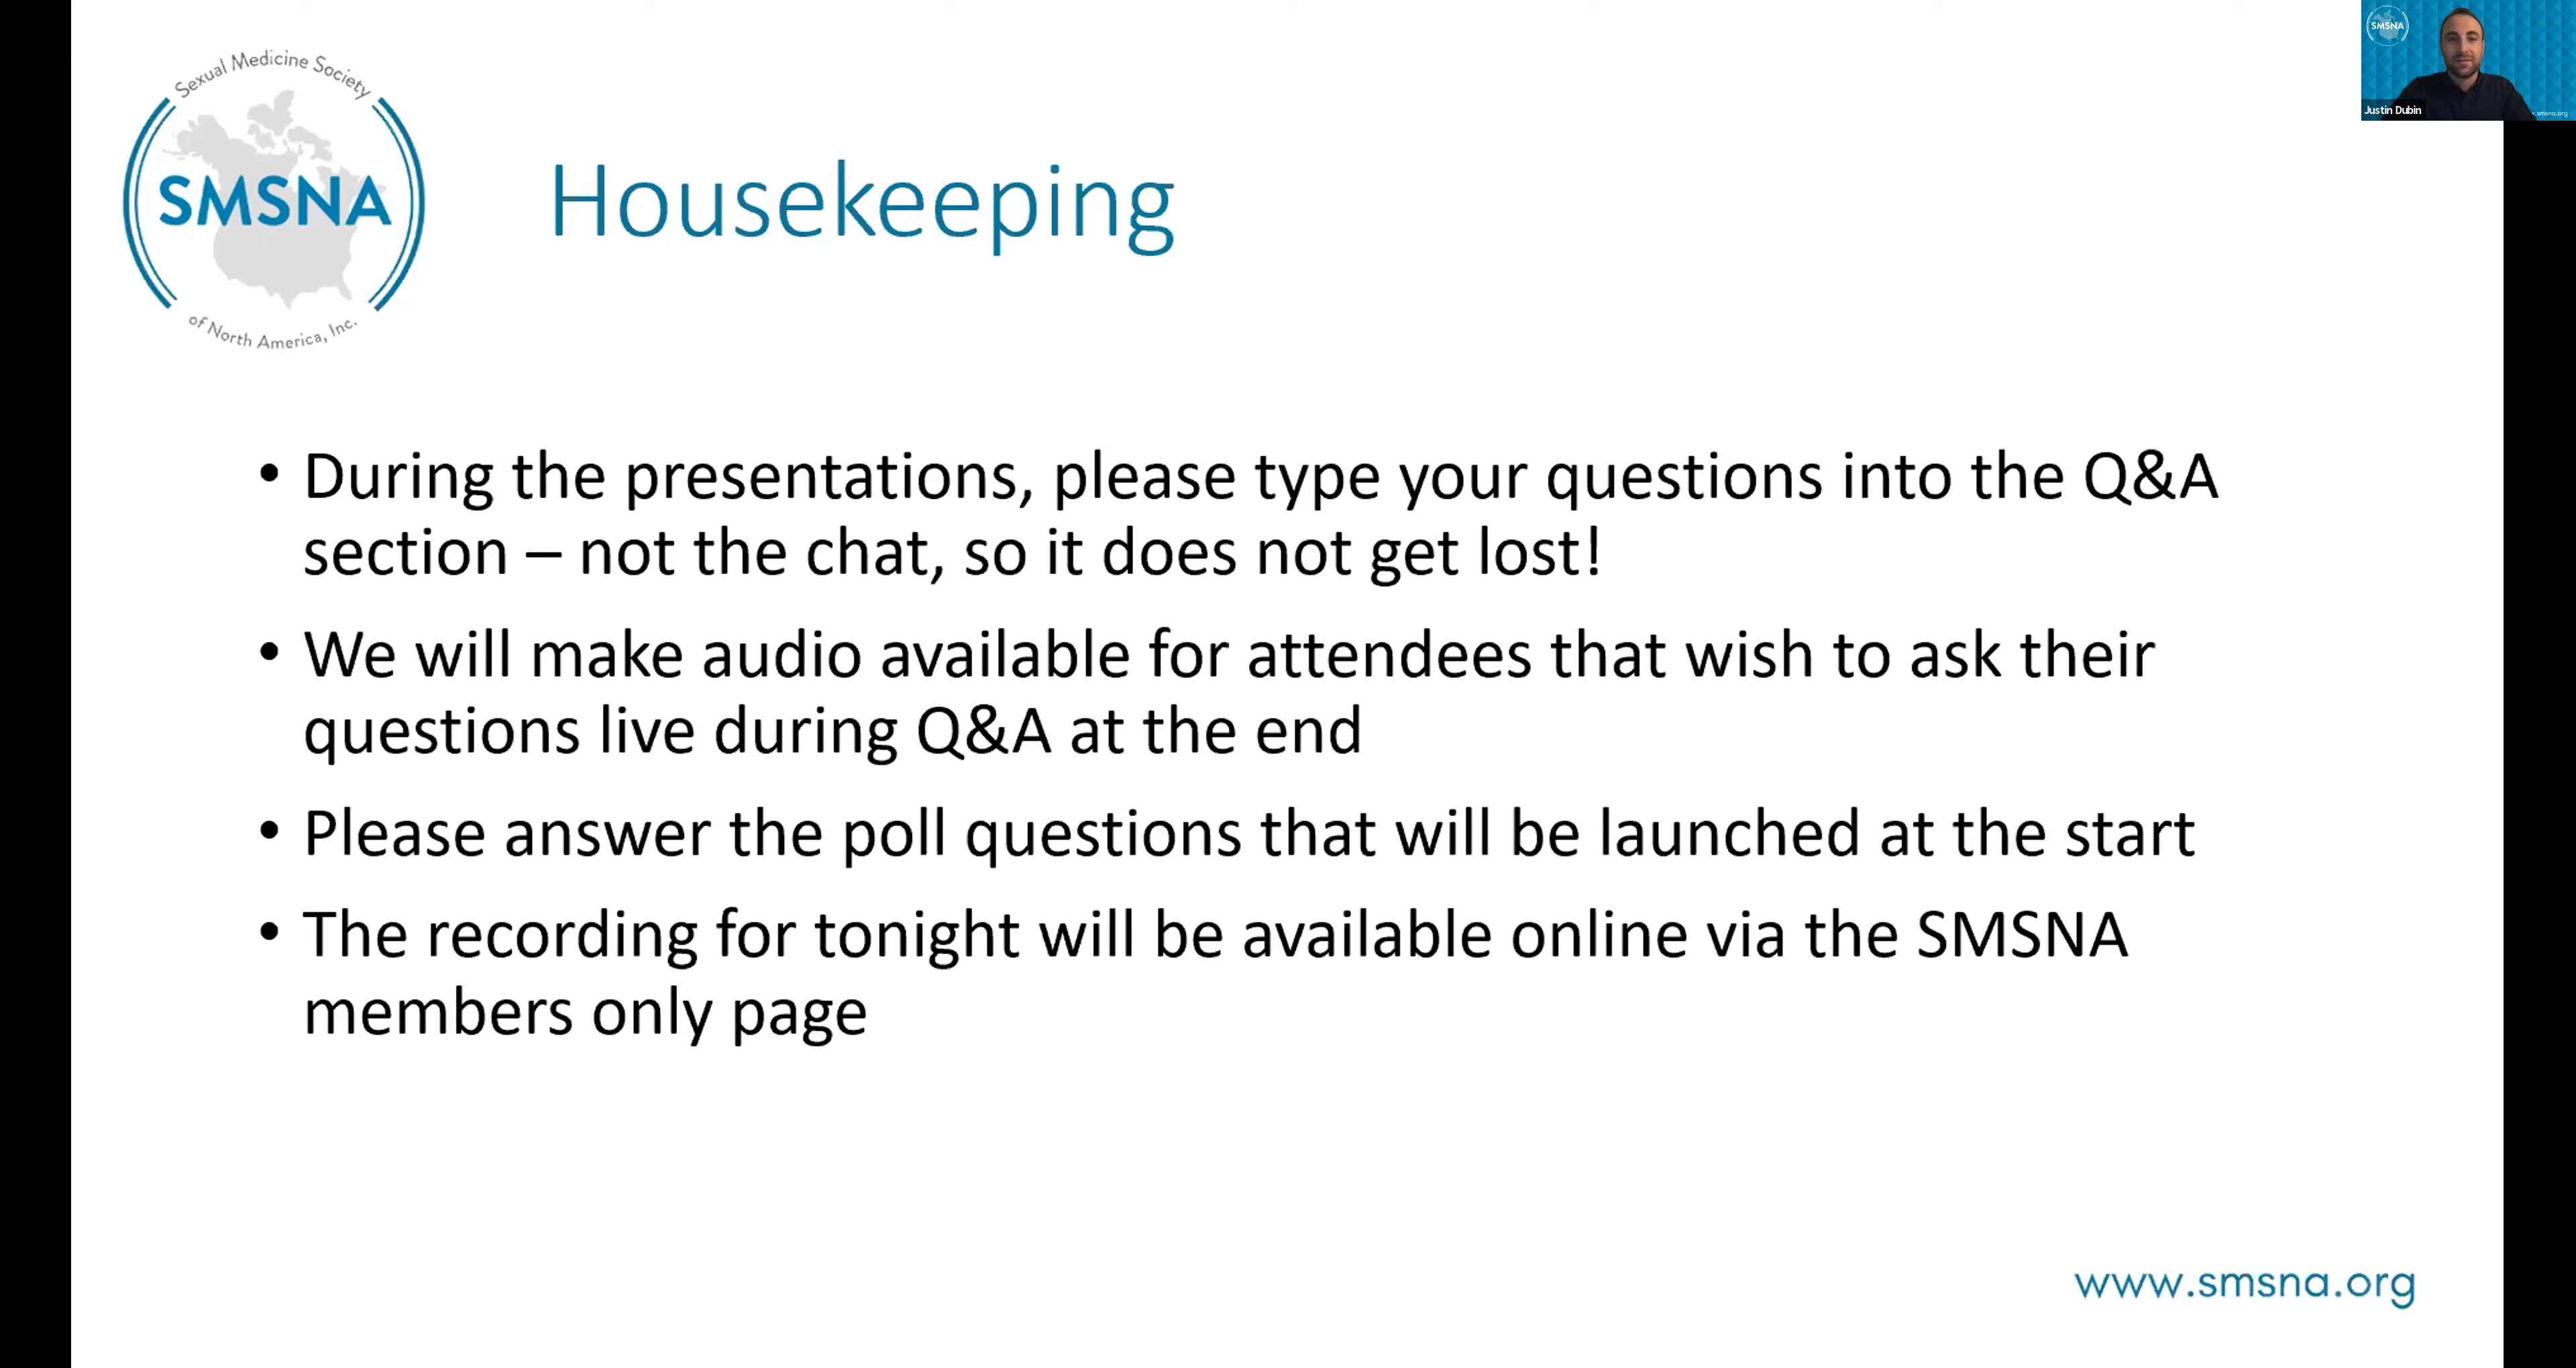 Sexual Medicine Society
SMSNA
of North America, Inc.
Housekeeping
SMSNA
Justin Dubin
smsna.org
• During the presentations, please type your questions into the Q&A
section – not the chat, so it does not get lost!
• We will make audio available for attendees that wish to ask their
questions live during Q&A at the end
• Please answer the poll questions that will be launched at the start
• The recording for tonight will be available online via the SMSNA
members only page
www.smsna.org